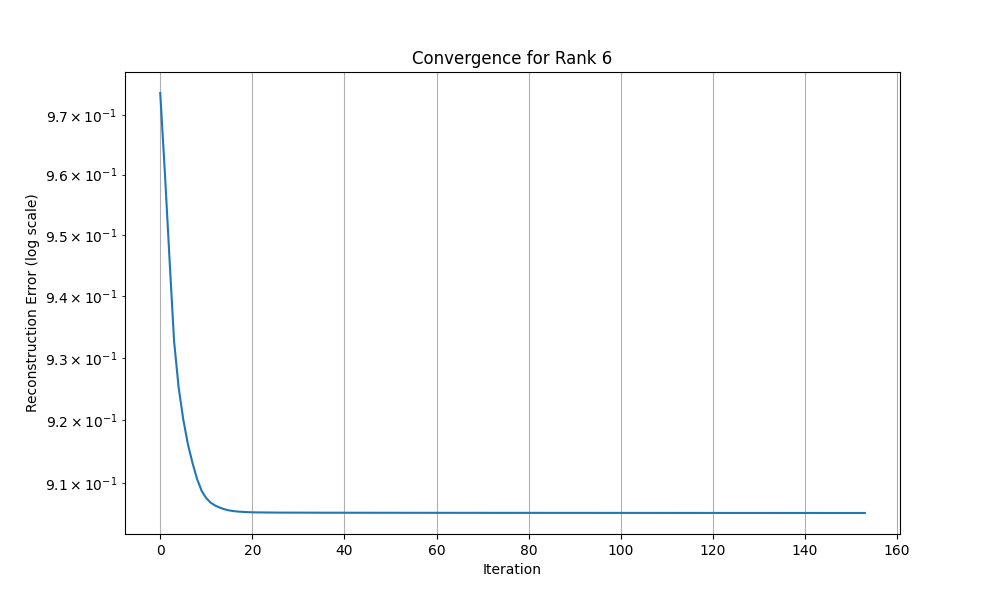 Convergence for Rank 6
Reconstruction Error (log scale)
9.7 × 10⁻¹
9.6 × 10⁻¹
9.5 × 10⁻¹
9.4 × 10⁻¹
9.3 × 10⁻¹
9.2 × 10⁻¹
9.1 × 10⁻¹
0 20 40 60 80 100 120 140 160
Iteration